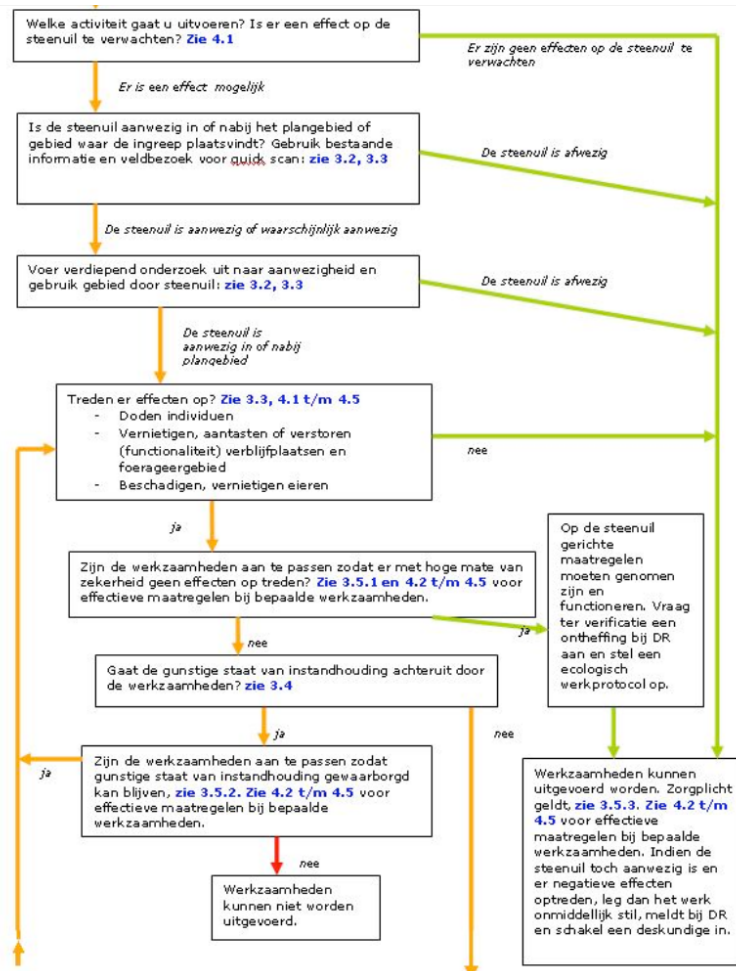 Welke activiteit gaat u uitvoeren? Is er een effect op de
steenuil te verwachten? Zie 4.1
Er zijn geen effecten op de steenuil te
verwachten
Er is een effect mogelijk
Is de steenuil aanwezig in of nabij het plangebied of
gebied waar de ingreep plaatsvindt? Gebruik bestaande
informatie en veldbezoek voor quick scan: zie 3.2, 3.3
De steenuil is afwezig
De steenuil is aanwezig of waarschijnlijk aanwezig
Voer verdiepend onderzoek uit naar aanwezigheid en
gebruik gebied door steenuil: zie 3.2, 3.3
De steenuil is afwezig
De steenuil is
aanwezig in of nabij
plangebied
Treden er effecten op? Zie 3.3, 4.1 t/m 4.5
- Doden individuen
- Vernietigen, aantasten of verstoren
(functionaliteit) verblijfplaatsen en
foerageergebied
- Beschadigen, vernietigen eieren
nee
ja
Zijn de werkzaamheden aan te passen zodat er met hoge mate van
zekerheid geen effecten op treden? Zie 3.5.1 en 4.2 t/m 4.5 voor
effectieve maatregelen bij bepaalde werkzaamheden.
ja
Op de steenuil
gerichte
maatregelen
moeten genomen
zijn en
functioneren. Vraag
ter verificatie een
ontheffing bij DR
aan en stel een
ecologisch
werkprotocol op.
nee
Gaat de gunstige staat van instandhouding achteruit door
de werkzaamheden? zie 3.4
ja
nee
ja
Zijn de werkzaamheden aan te passen zodat
gunstige staat van instandhouding gewaarborgd
kan blijven, zie 3.5.2. Zie 4.2 t/m 4.5 voor
effectieve maatregelen bij bepaalde
werkzaamheden.
nee
Werkzaamheden
kunnen niet worden
uitgevoerd.
Werkzaamheden kunnen
uitgevoerd worden. Zorgplicht
geldt, zie 3.5.3. Zie 4.2 t/m
4.5 voor effectieve
maatregelen bij bepaalde
werkzaamheden. Indien de
steenuil toch aanwezig is en
er negatieve effecten
optreden, leg dan het werk
onmiddellijk stil, meldt bij DR
en schakel een deskundige in.